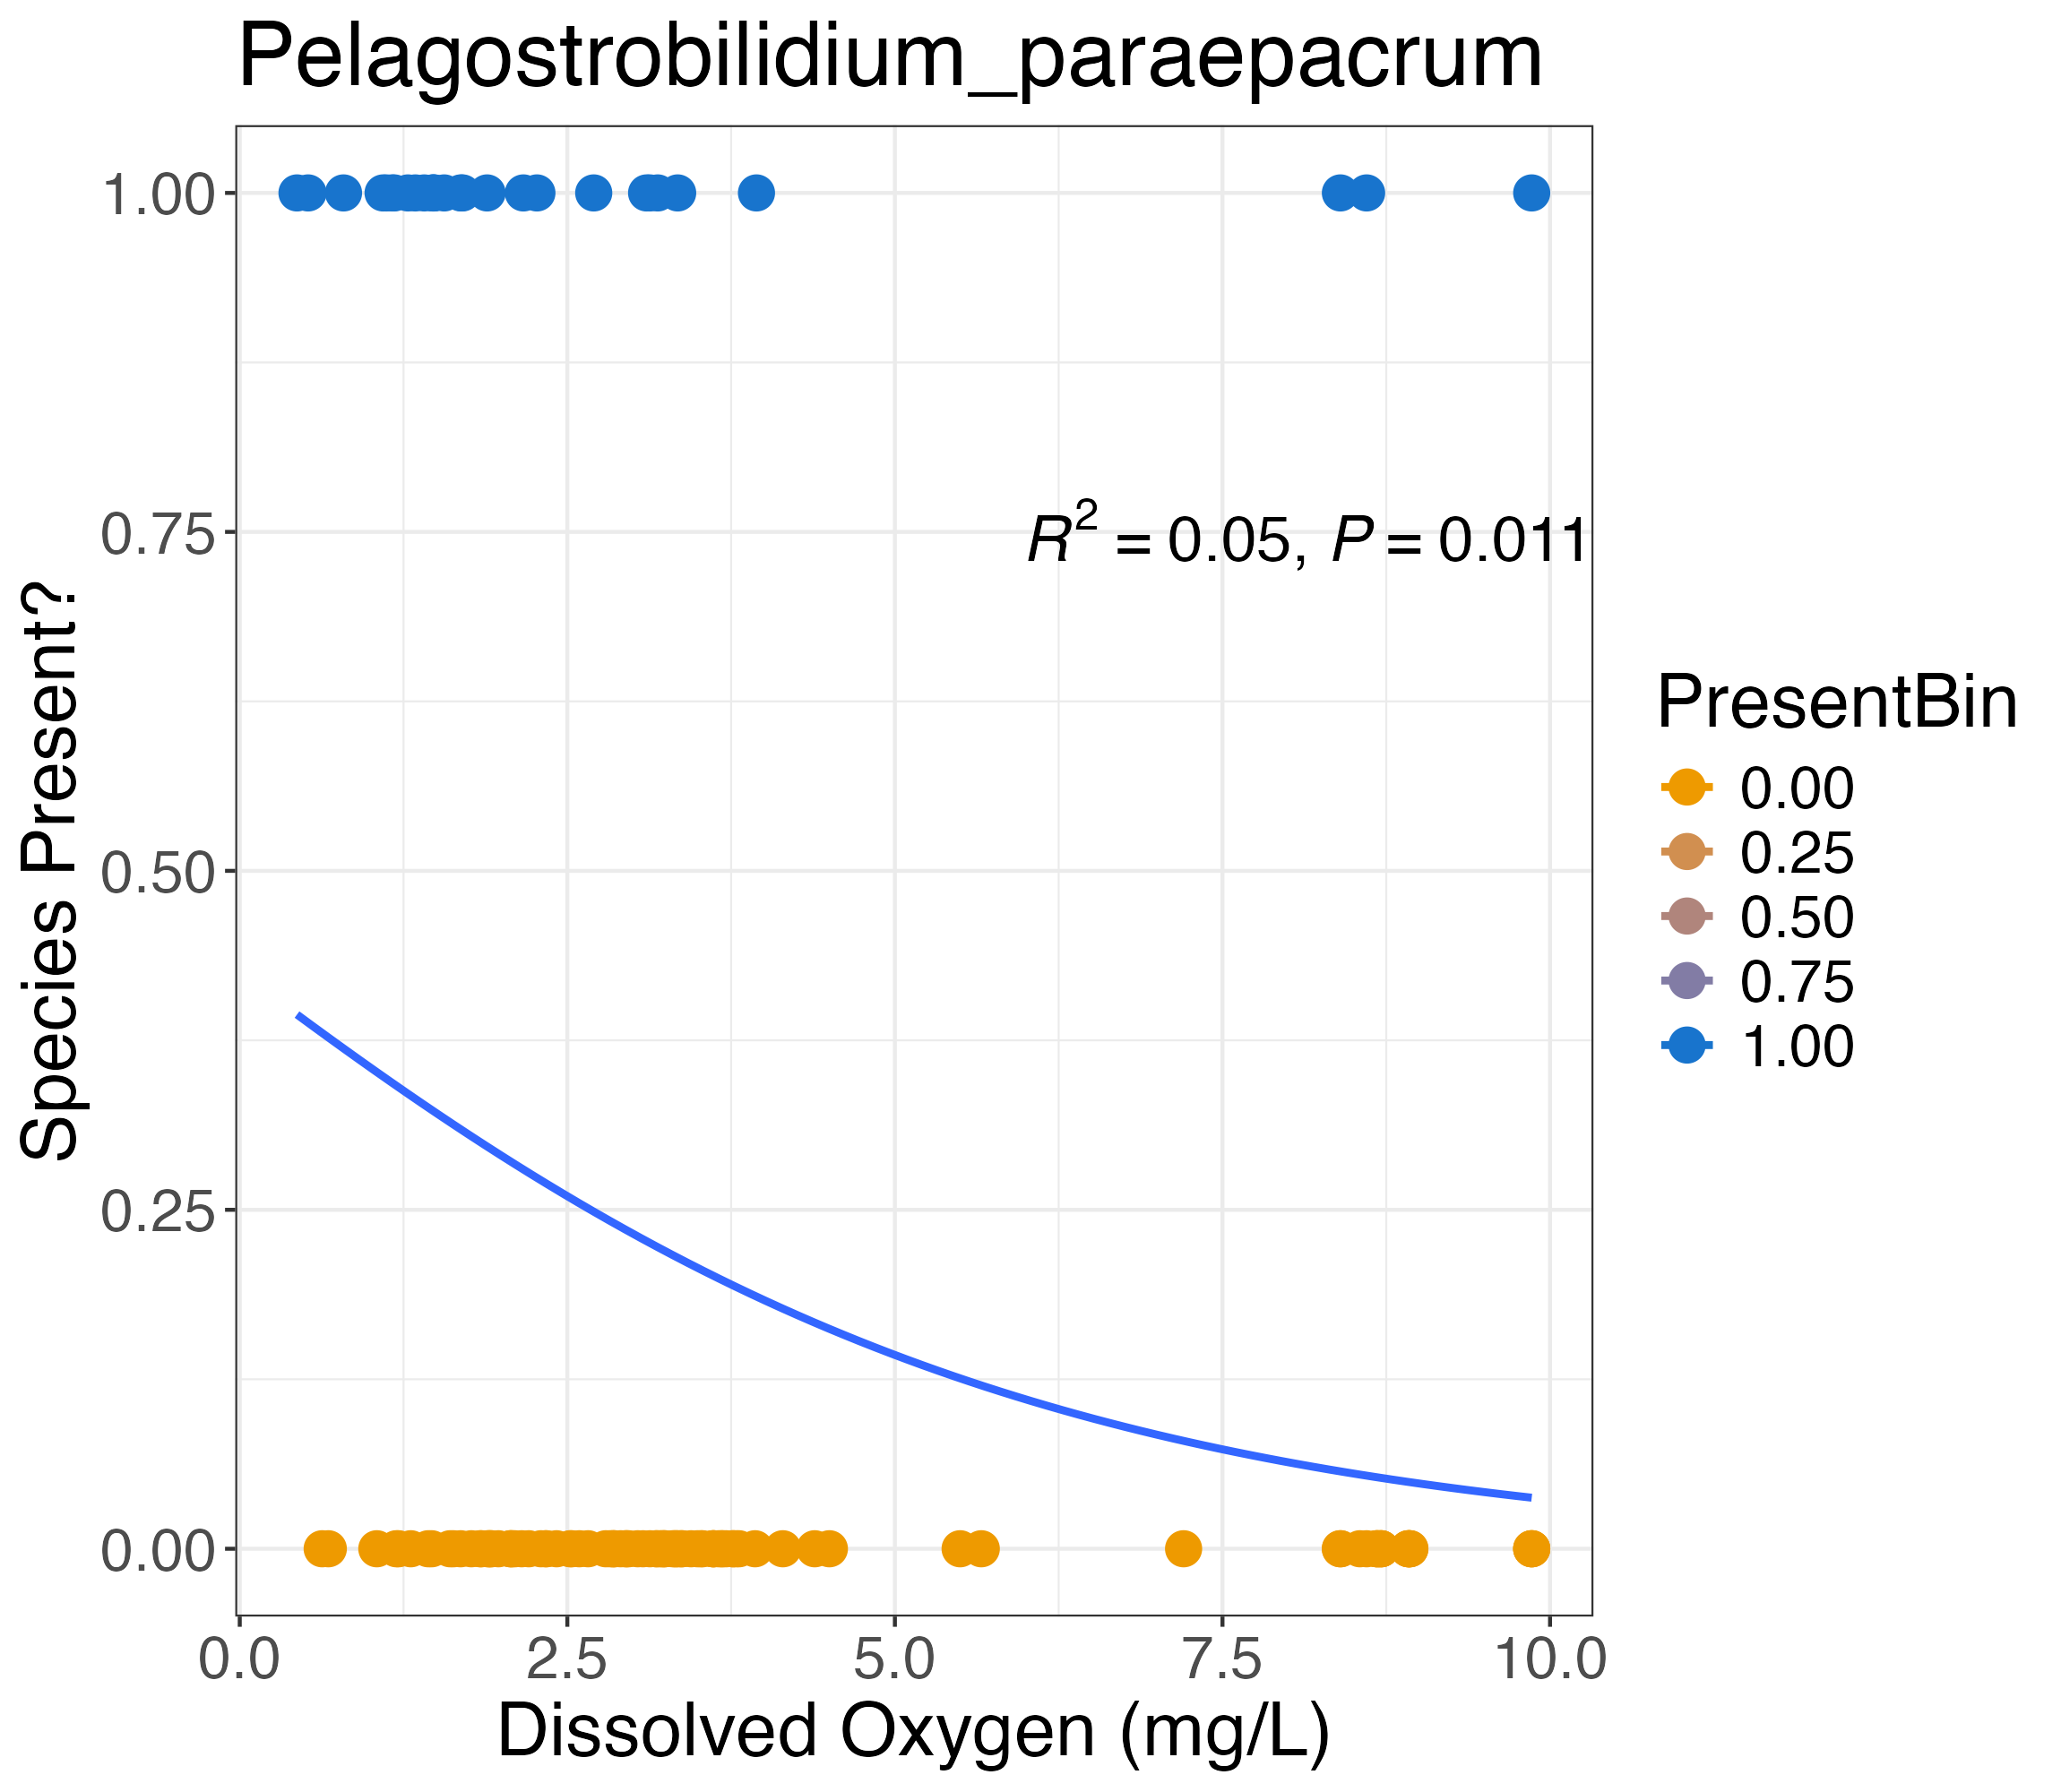 Pelagostrobilidium_paraepacrum
Species Present?
1.00
0.75
0.50
0.25
0.00
R² = 0.05, P = 0.011
0.0 2.5 5.0 7.5 10.0
Dissolved Oxygen (mg/L)
PresentBin
0.00
0.25
0.50
0.75
1.00